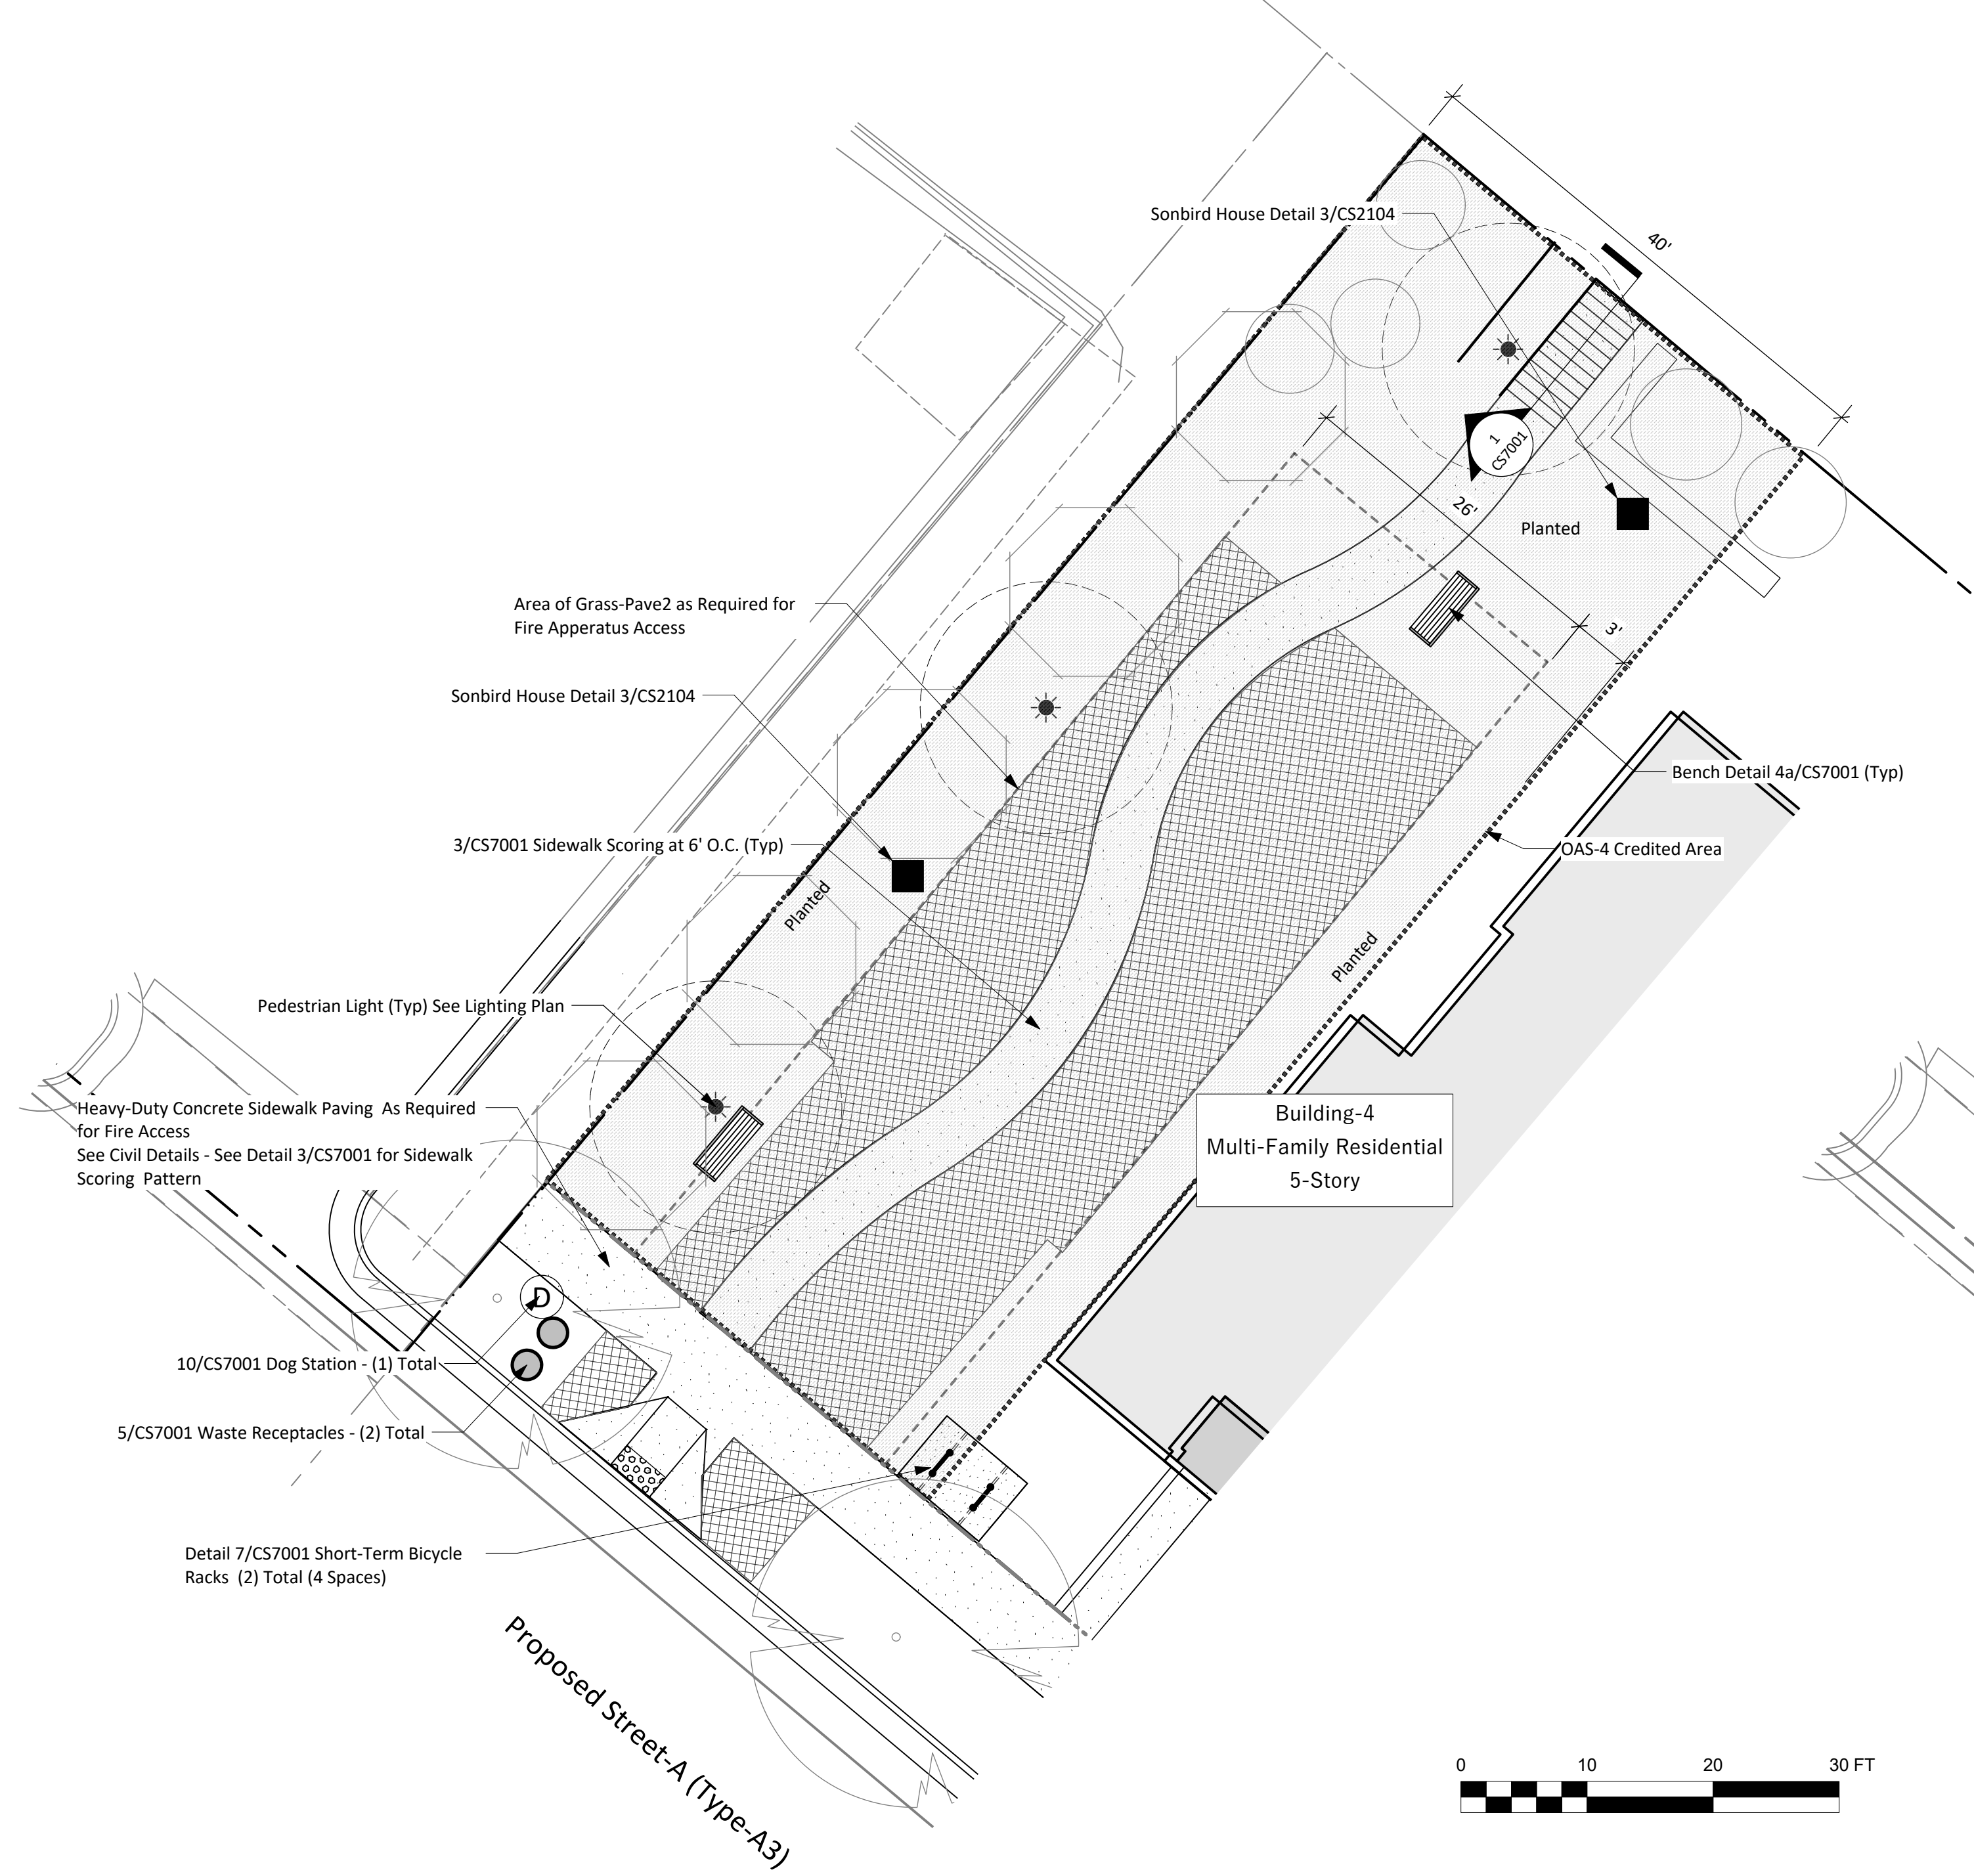 40'
Sonbird House Detail 3/CS2104
1
CS7001
26'
Planted
3'
Area of Grass-Pave2 as Required for
Fire Apperatus Access
Sonbird House Detail 3/CS2104
Bench Detail 4a/CS7001 (Typ)
3/CS7001 Sidewalk Scoring at 6' O.C. (Typ)
OAS-4 Credited Area
Planted
Planted
Pedestrian Light (Typ) See Lighting Plan
Heavy-Duty Concrete Sidewalk Paving As Required
for Fire Access
See Civil Details - See Detail 3/CS7001 for Sidewalk
Scoring Pattern
Building-4
Multi-Family Residential
5-Story
D
10/CS7001 Dog Station - (1) Total
5/CS7001 Waste Receptacles - (2) Total
Detail 7/CS7001 Short-Term Bicycle
Racks (2) Total (4 Spaces)
Proposed Street-A (Type-A3)
0 10 20 30 FT